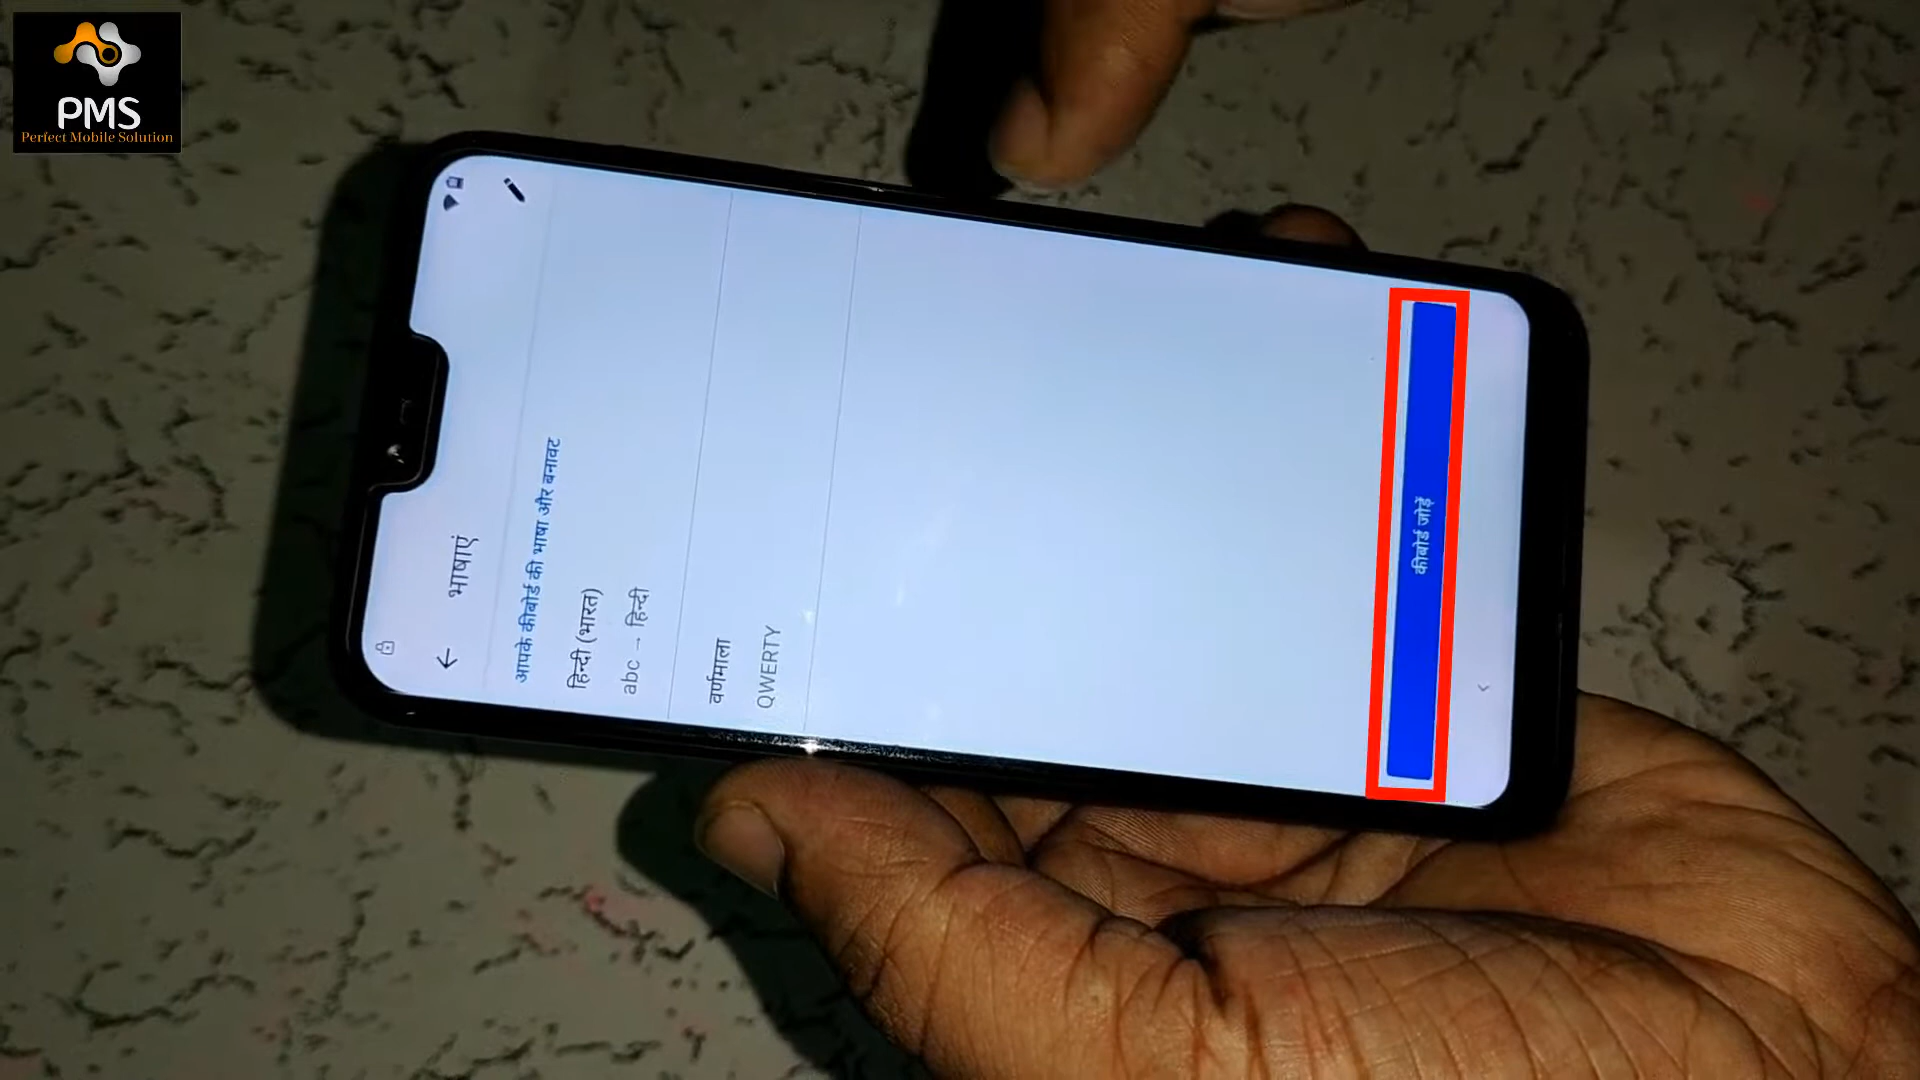 PMS
Perfect Mobile Solution
भाषाएं
आपके कीबोर्ड की भाषा और बनावट
हिन्दी (भारत)
abc → हिन्दी
वर्णमाला
QWERTY
कीबोर्ड जोड़ें